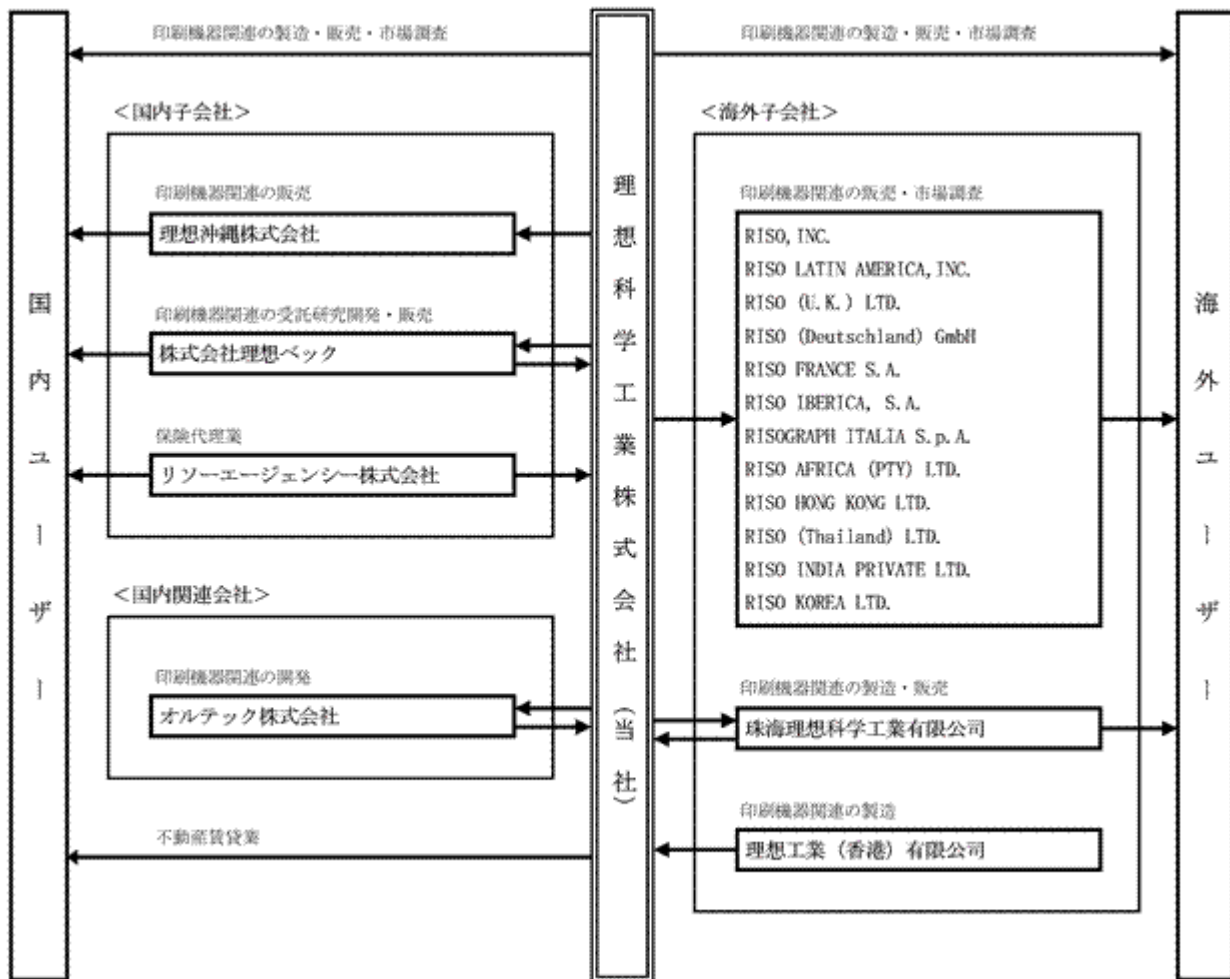 印刷機器関連の製造・販売・市場調査
印刷機器関連の製造・販売・市場調査
国内ユーザー
<国内子会社>
印刷機器関連の販売
理想沖縄株式会社
印刷機器関連の受託研究開発・販売
株式会社理想ベック
保険代理業
リソーエージェンシー株式会社
<国内関連会社>
印刷機器関連の開発
オルテック株式会社
不動産賃貸業
理想科学工業株式会社(当社)
<海外子会社>
印刷機器関連の販売・市場調査
RISO,INC.
RISO LATIN AMERICA,INC.
RISO (U.K.) LTD.
RISO (Deutschland) GmbH
RISO FRANCE S.A.
RISO IBERICA, S.A.
RISOGRAPH ITALIA S.p.A.
RISO AFRICA (PTY) LTD.
RISO HONG KONG LTD.
RISO (Thailand) LTD.
RISO INDIA PRIVATE LTD.
RISO KOREA LTD.
印刷機器関連の製造・販売
珠海理想科学工業有限公司
印刷機器関連の製造
理想工業(香港)有限公司
海外ユーザー